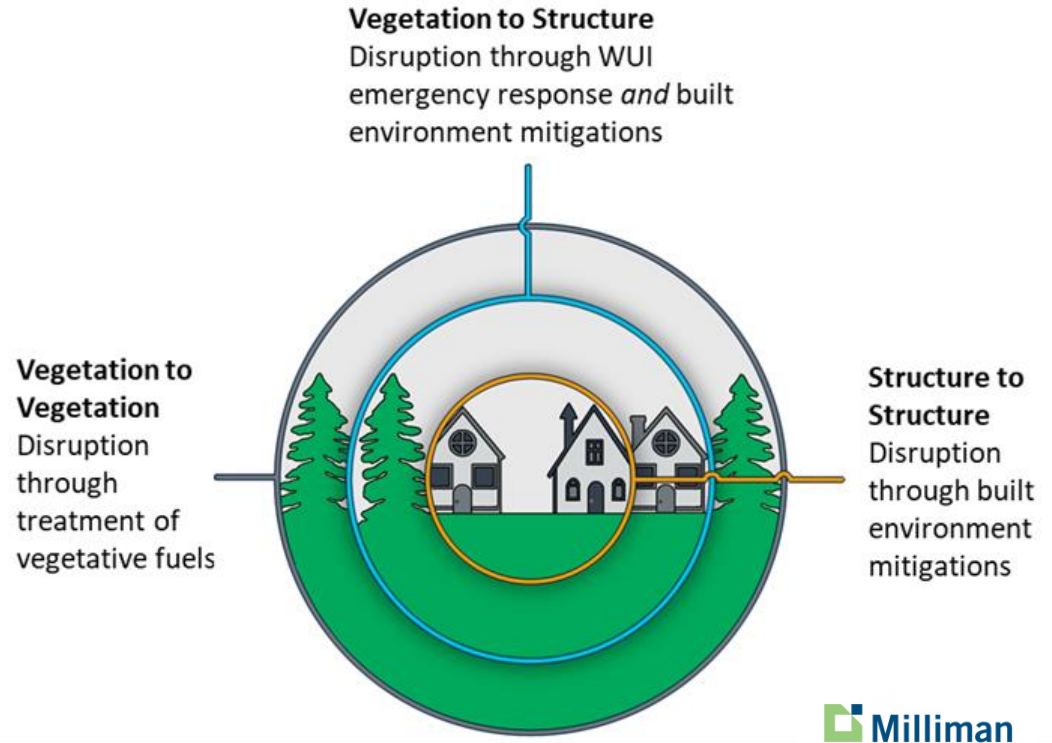 Vegetation to Structure
Disruption through WUI
emergency response and built
environment mitigations
Vegetation to
Vegetation
Disruption
through
treatment of
vegetative fuels
Structure to
Structure
Disruption
through built
environment
mitigations
Milliman